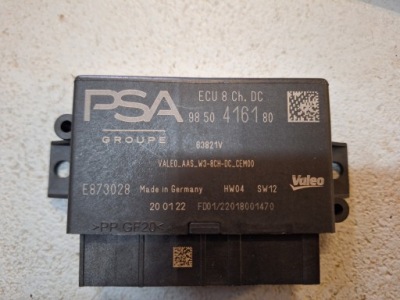 PSA
GROUPE
ECU 8 Ch. DC
98 50 4161 80
83821V
VALEO_AAS_W3-8CH-DC_CEM00
E873028 Made in Germany HW04 SW12 Valeo
20 01 22 FD01/22018001470
>PP GF20<